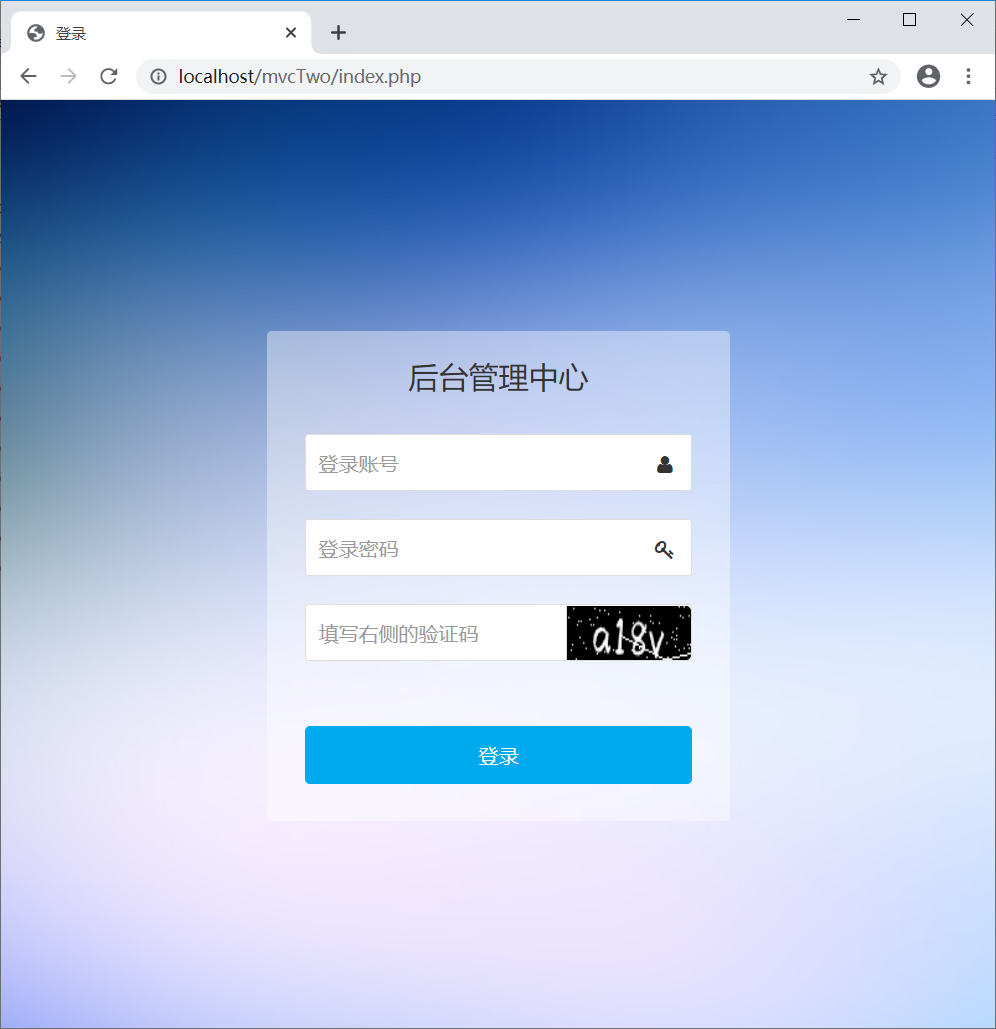 登录
localhost/mvcTwo/index.php
后台管理中心
登录账号
登录密码
填写右侧的验证码
a18v
登录